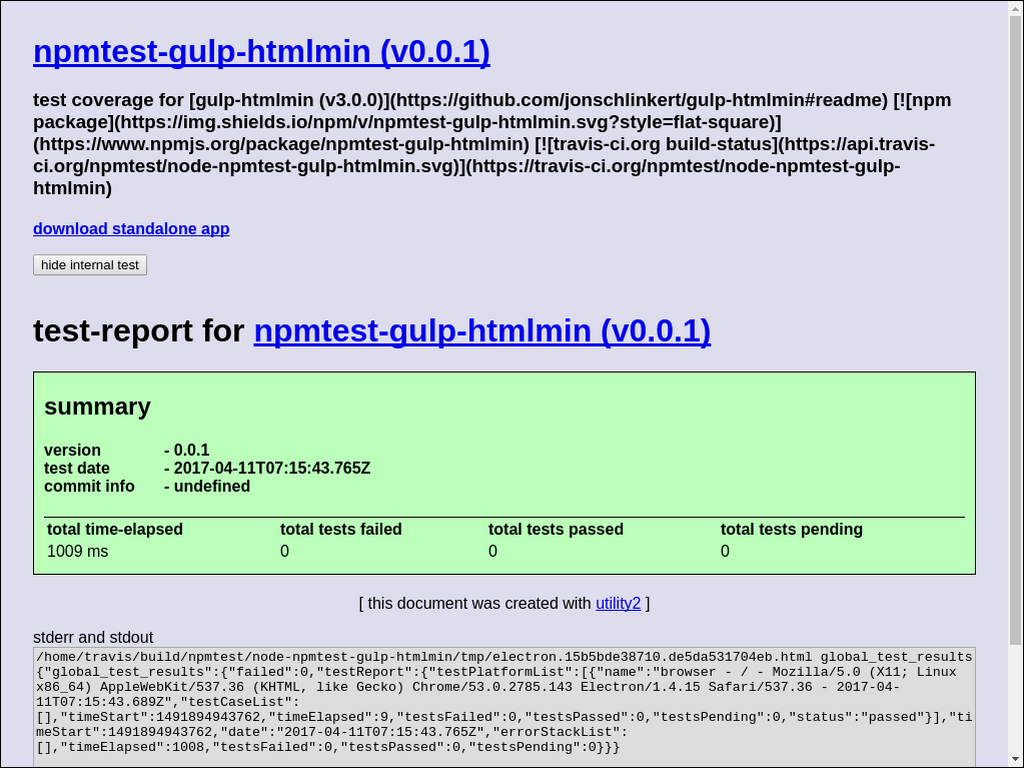 npmtest-gulp-htmlmin (v0.0.1)
test coverage for [gulp-htmlmin (v3.0.0)](https://github.com/jonschlinkert/gulp-htmlmin#readme) [![npm
package](https://img.shields.io/npm/v/npmtest-gulp-htmlmin.svg?style=flat-square)]
(https://www.npmjs.org/package/npmtest-gulp-htmlmin) [![travis-ci.org build-status](https://api.travis-
ci.org/npmtest/node-npmtest-gulp-htmlmin.svg)](https://travis-ci.org/npmtest/node-npmtest-gulp-
htmlmin)
download standalone app
hide internal test
test-report for npmtest-gulp-htmlmin (v0.0.1)
summary
version - 0.0.1
test date - 2017-04-11T07:15:43.765Z
commit info - undefined
total time-elapsed total tests failed total tests passed total tests pending
1009 ms 0 0 0
[ this document was created with utility2 ]
stderr and stdout
/home/travis/build/npmtest/node-npmtest-gulp-htmlmin/tmp/electron.15b5bde38710.de5da531704eb.html global_test_results
{"global_test_results":{"failed":0,"testReport":{"testPlatformList":[{"name":"browser - / - Mozilla/5.0 (X11; Linux
x86_64) AppleWebKit/537.36 (KHTML, like Gecko) Chrome/53.0.2785.143 Electron/1.4.15 Safari/537.36 - 2017-04-
11T07:15:43.689Z","testCaseList":
[],"timeStart":1491894943762,"timeElapsed":9,"testsFailed":0,"testsPassed":0,"testsPending":0,"status":"passed"}],"ti
meStart":1491894943762,"date":"2017-04-11T07:15:43.765Z","errorStackList":
[],"timeElapsed":1008,"testsFailed":0,"testsPassed":0,"testsPending":0}}}